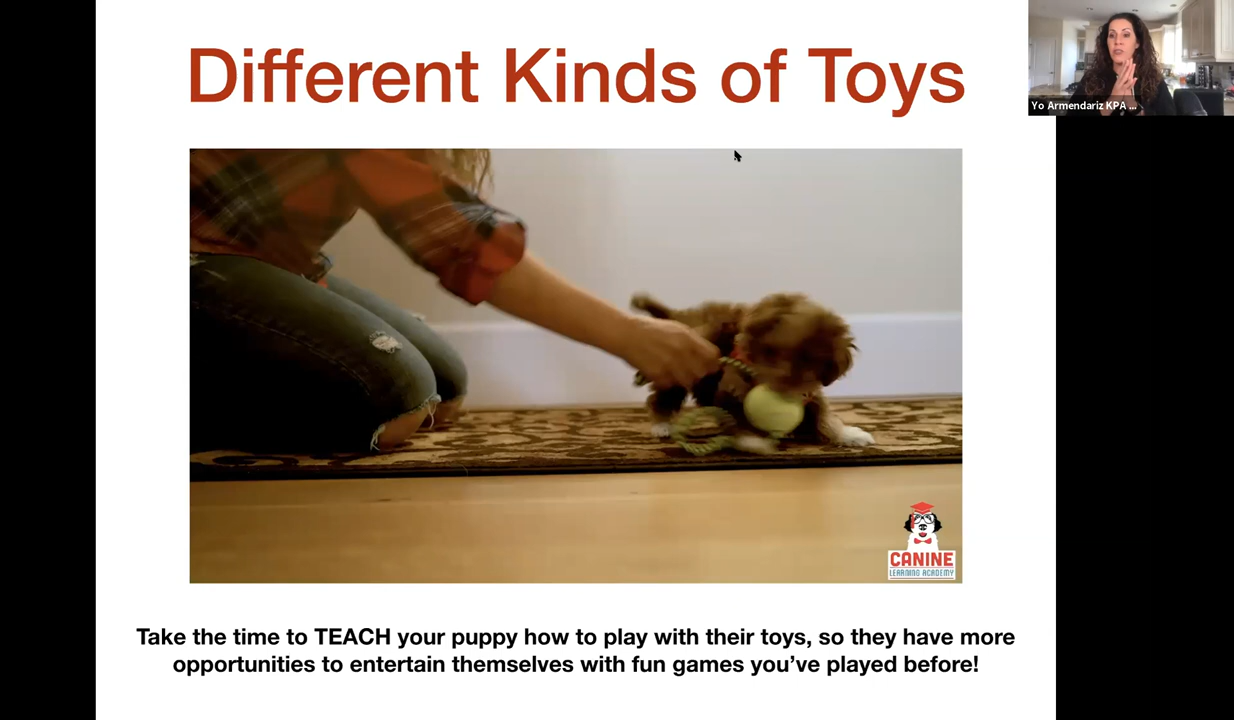 Different Kinds of Toys
Yo Armendariz KPA ...
CANINE
LEARNING ACADEMY
Take the time to TEACH your puppy how to play with their toys, so they have more
opportunities to entertain themselves with fun games you’ve played before!